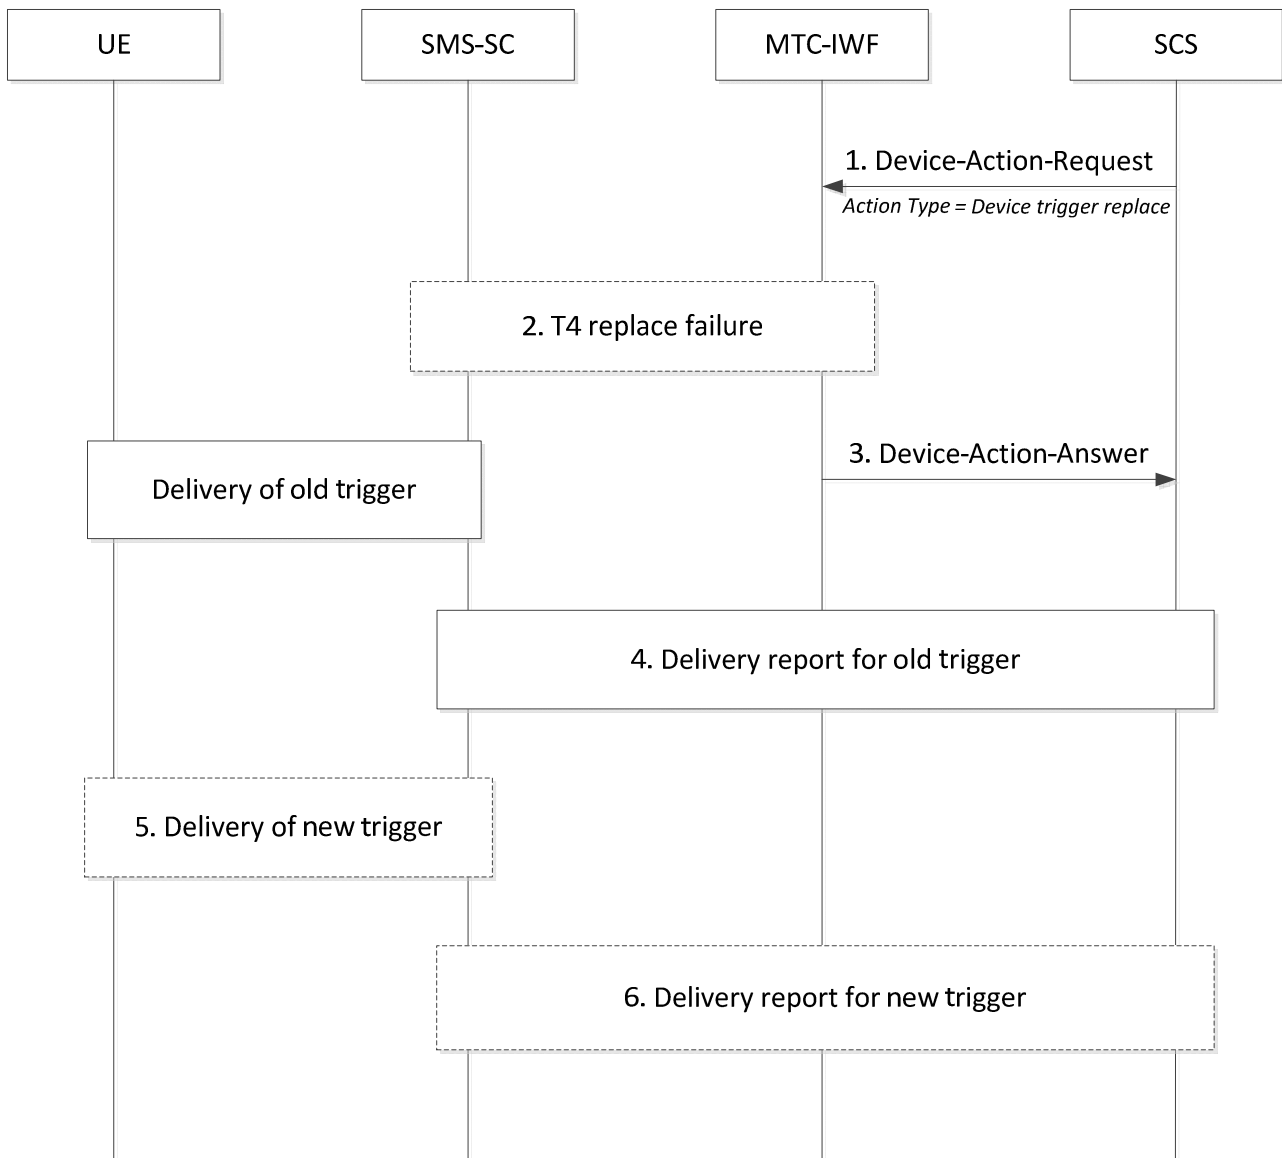 UE
SMS-SC
MTC-IWF
SCS
1. Device-Action-Request
Action Type = Device trigger replace
2. T4 replace failure
3. Device-Action-Answer
Delivery of old trigger
4. Delivery report for old trigger
5. Delivery of new trigger
6. Delivery report for new trigger